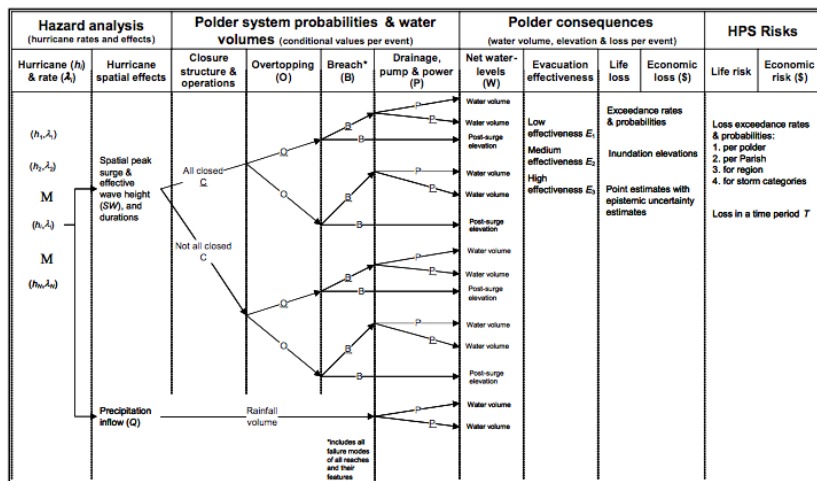 Hazard analysis
(hurricane rates and effects)
Polder system probabilities & water
volumes (conditional values per event)
Polder consequences
(water volume, elevation & loss per event)
HPS Risks
Hurricane (hᵢ)
& rate (λᵢ)
Hurricane
spatial effects
Closure
structure &
operations
Overtopping
(O)
Breach*
(B)
Drainage,
pump & power
(P)
Net water-
levels
(W)
Evacuation
effectiveness
Life
loss
Economic
loss ($)
Life risk
Economic
risk ($)
(h₁,λ₁)
(h₂,λ₂)
M
(hᵢ,λᵢ)
M
(hN,λN)
Spatial peak
surge &
effective
wave height
(SW), and
durations
Precipitation
inflow (Q)
All closed
C
Not all closed
C
O
O
O
O
Rainfall
volume
B
B
B
B
B
B
B
B
*Includes all
failure modes
of all reaches
and their
features
P
P
P
P
P
P
P
P
P
P
Water volume
Water volume
Post-surge
elevation
Water volume
Water volume
Post-surge
elevation
Water volume
Water volume
Post-surge
elevation
Water volume
Water volume
Post-surge
elevation
Water volume
Water volume
Low
effectiveness E₁
Medium
effectiveness E₂
High
effectiveness E₃
Exceedance rates
& probabilities
Inundation elevations
Point estimates with
epistemic uncertainty
estimates
Loss exceedance rates
& probabilities:
1. per polder
2. per Parish
3. for region
4. for storm categories
Loss in a time period T